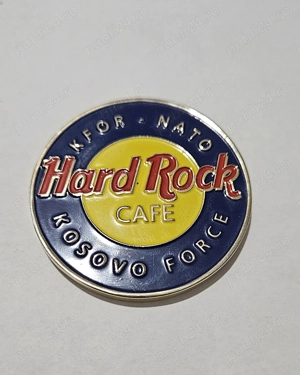 KFOR · NATO
Hard Rock
CAFE
KOSOVO FORCE